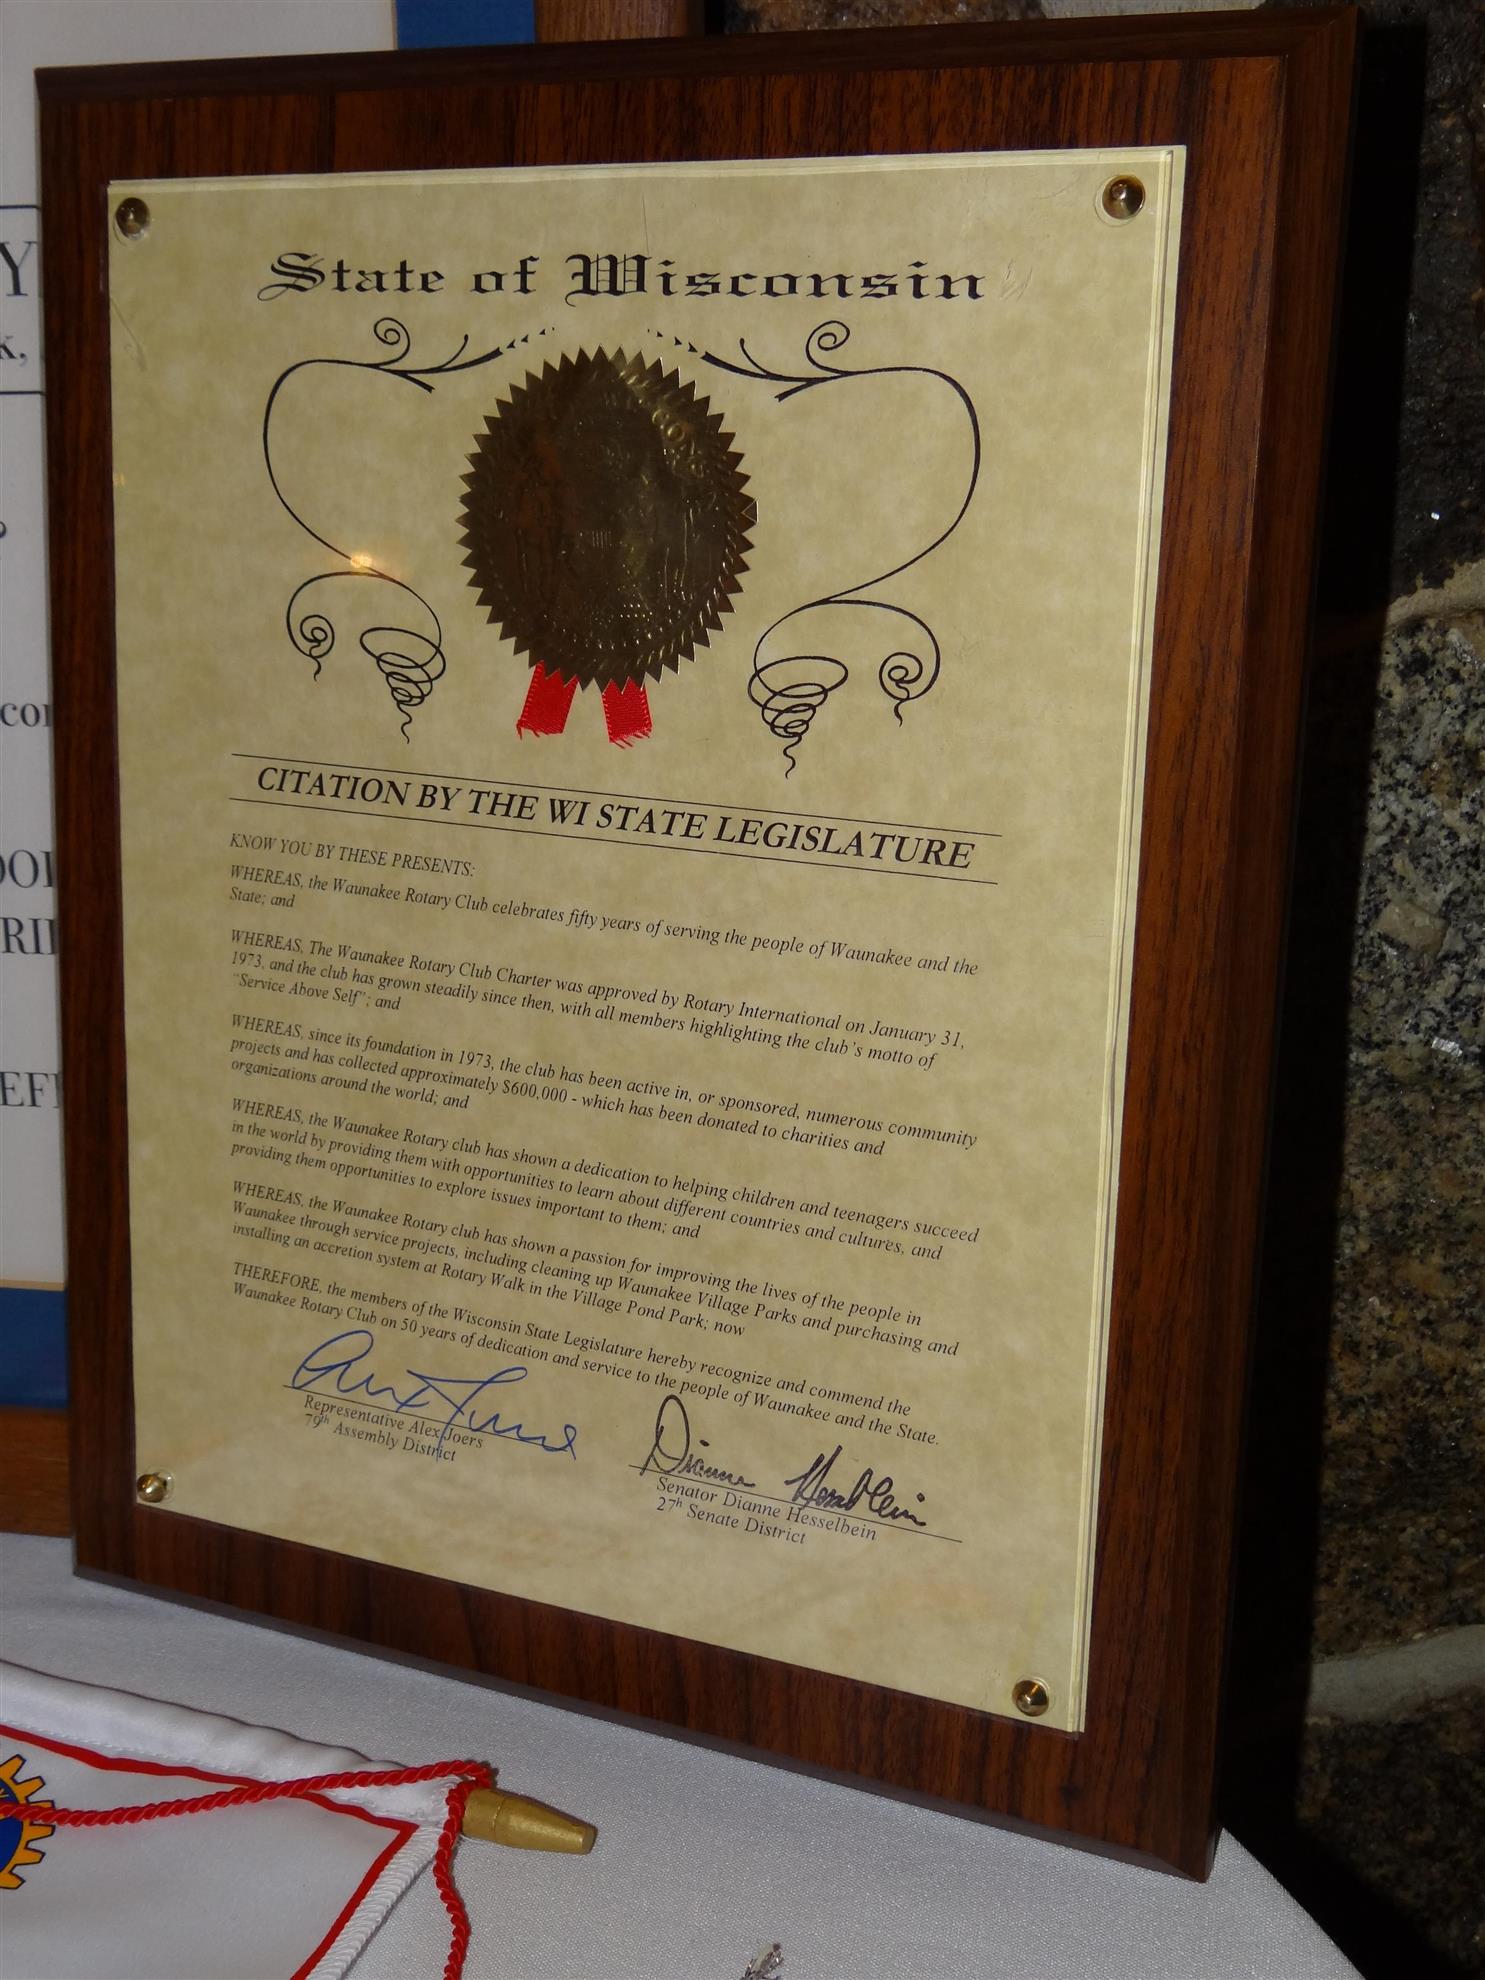 State of Wisconsin
CONS
CITATION BY THE WI STATE LEGISLATURE
KNOW YOU BY THESE PRESENTS:
WHEREAS, the Waunakee Rotary Club celebrates fifty years of serving the people of Waunakee and the
State; and
WHEREAS, The Waunakee Rotary Club Charter was approved by Rotary International on January 31,
1973, and the club has grown steadily since then, with all members highlighting the club's motto of
"Service Above Self"; and
WHEREAS, since its foundation in 1973, the club has been active in, or sponsored, numerous community
projects and has collected approximately $600,000 - which has been donated to charities and
organizations around the world; and
WHEREAS, the Waunakee Rotary club has shown a dedication to helping children and teenagers succeed
in the world by providing them with opportunities to learn about different countries and cultures, and
providing them opportunities to explore issues important to them; and
WHEREAS, the Waunakee Rotary club has shown a passion for improving the lives of the people in
Waunakee through service projects, including cleaning up Waunakee Village Parks and purchasing and
installing an accretion system at Rotary Walk in the Village Pond Park; now
THEREFORE, the members of the Wisconsin State Legislature hereby recognize and commend the
Waunakee Rotary Club on 50 years of dedication and service to the people of Waunakee and the State.
Representative Alex Joers
79th Assembly District
Dianne Hesselbein
Senator Dianne Hesselbein
27th Senate District
Y
K,
COI
OOI
RII
EFI